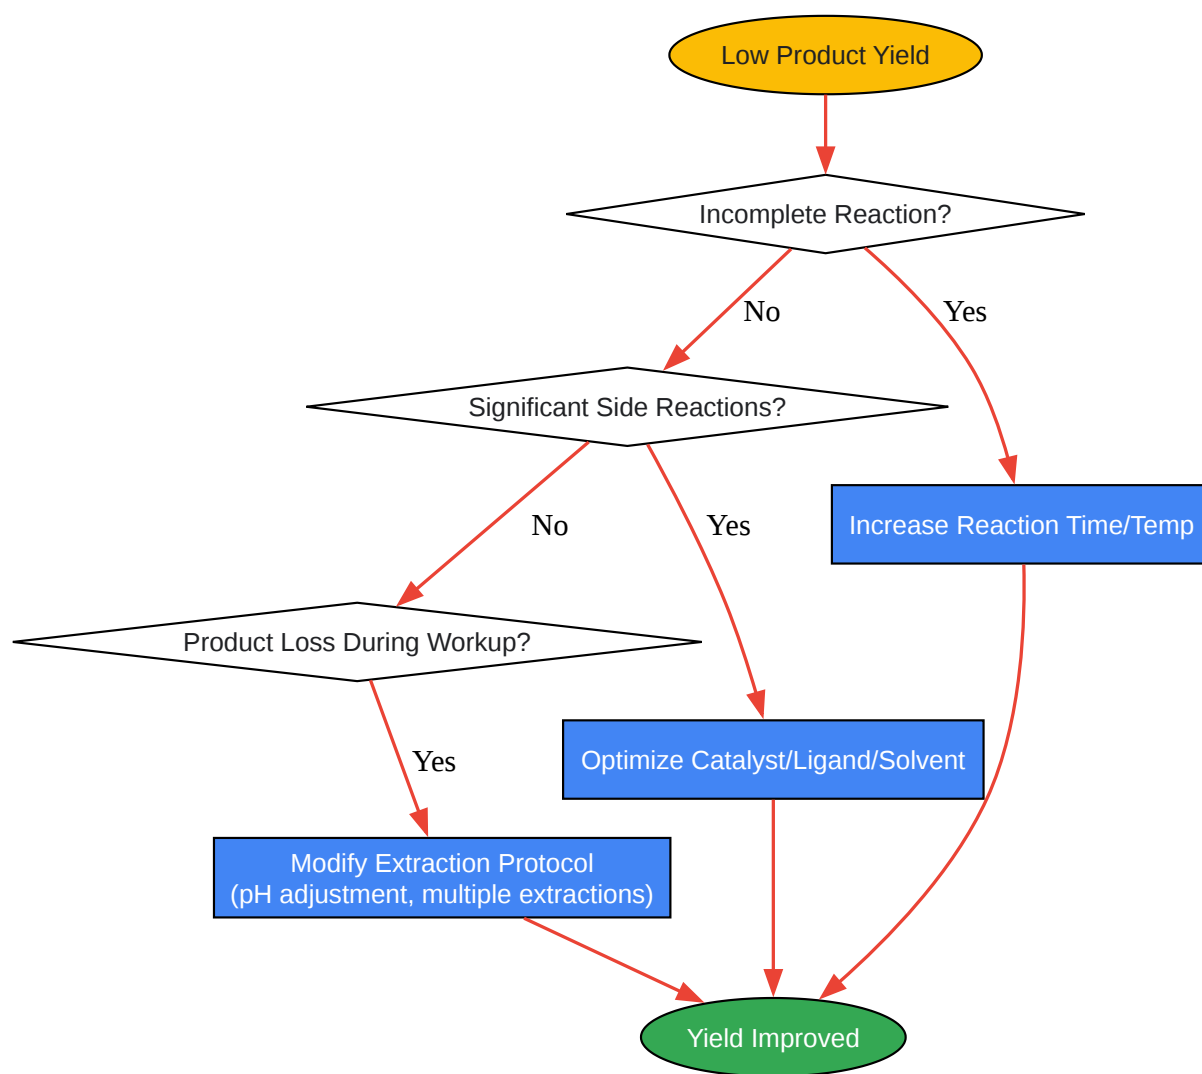 Low Product Yield
Incomplete Reaction?
No
Yes
Significant Side Reactions?
No
Yes
Increase Reaction Time/Temp
Product Loss During Workup?
Yes
Optimize Catalyst/Ligand/Solvent
Modify Extraction Protocol
(pH adjustment, multiple extractions)
Yield Improved